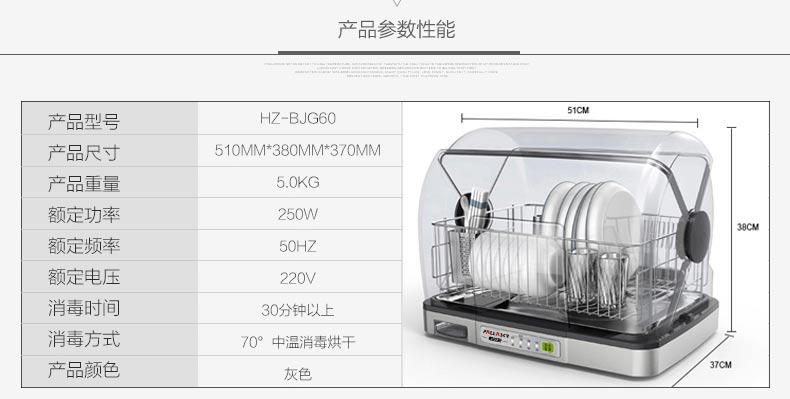 产品参数性能
产品型号 HZ-BJG60
产品尺寸 510MM*380MM*370MM
产品重量 5.0KG
额定功率 250W
额定频率 50HZ
额定电压 220V
消毒时间 30分钟以上
消毒方式 70°中温消毒烘干
产品颜色 灰色
51CM
38CM
37CM